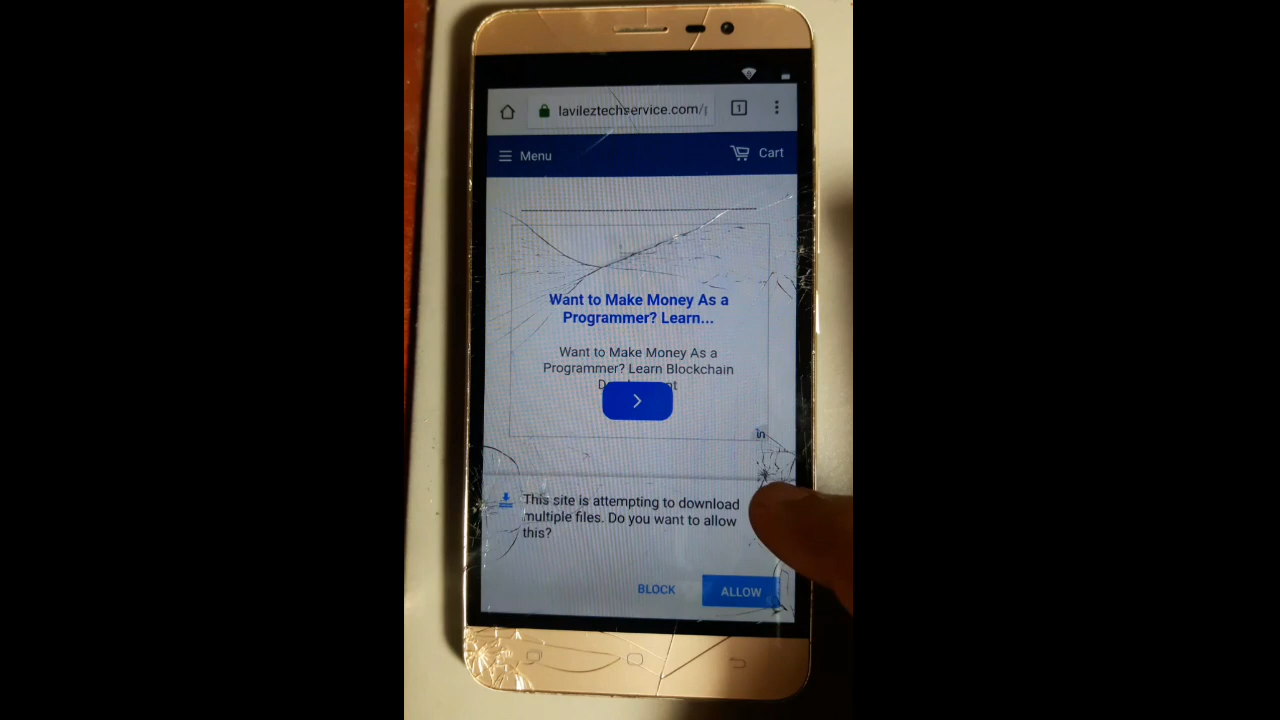 lavileztechservice.com/
1
Menu
Cart
Want to Make Money As a
Programmer? Learn...
Want to Make Money As a
Programmer? Learn Blockchain
in
This site is attempting to download
multiple files. Do you want to allow
this?
BLOCK
ALLOW